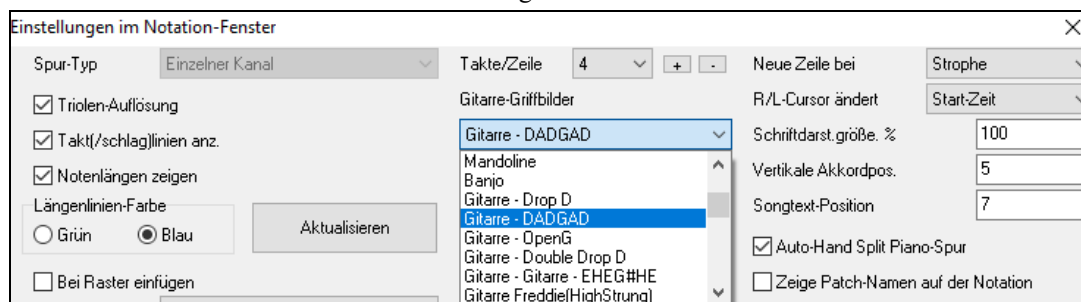 Einstellungen im Notation-Fenster
Spur-Typ Einzelner Kanal Takte/Zeile 4 + - Neue Zeile bei Strophe
Triolen-Auflösung Gitarre-Griffbilder R/L-Cursor ändert Start-Zeit
Takt(/schlag)linien anz. Gitarre - DADGAD Schriftdarst.größe. % 100
Notenlängen zeigen Mandoline Vertikale Akkordpos. 5
Banjo
Längenlinien-Farbe Gitarre - Drop D Songtext-Position 7
Gitarre - DADGAD
Grün Blau Aktualisieren Gitarre - OpenG Auto-Hand Split Piano-Spur
Gitarre - Double Drop D
Bei Raster einfügen Gitarre - Gitarre - EHEG#HE Zeige Patch-Namen auf der Notation
Gitarre Freddie(HighStrung)